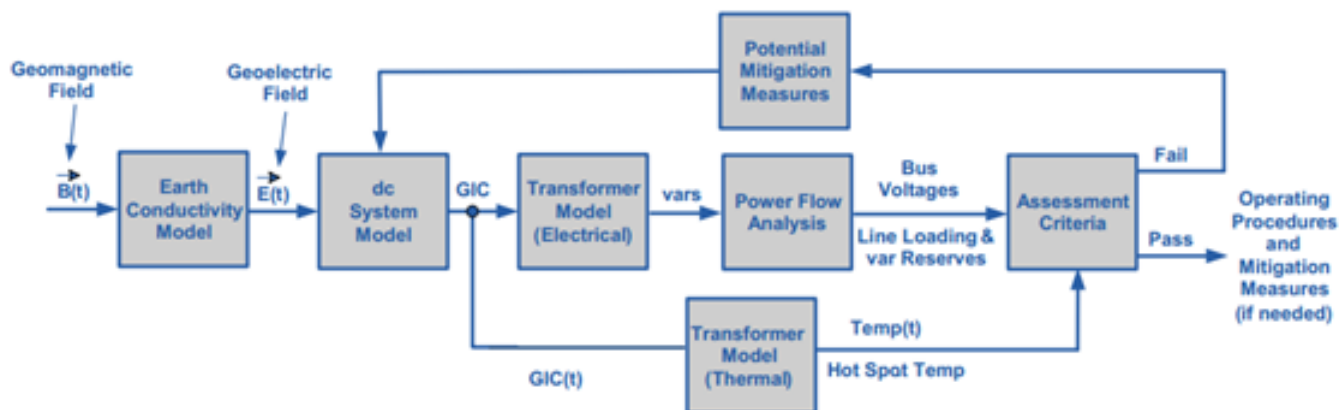 Geomagnetic
Field
B(t)
Earth
Conductivity
Model
Geoelectric
Field
E(t)
dc
System
Model
GIC
Transformer
Model
(Electrical)
vars
Power Flow
Analysis
Bus
Voltages
Line Loading &
var Reserves
Assessment
Criteria
Fail
Potential
Mitigation
Measures
Pass
Operating
Procedures
and
Mitigation
Measures
(if needed)
GIC(t)
Transformer
Model
(Thermal)
Temp(t)
Hot Spot Temp